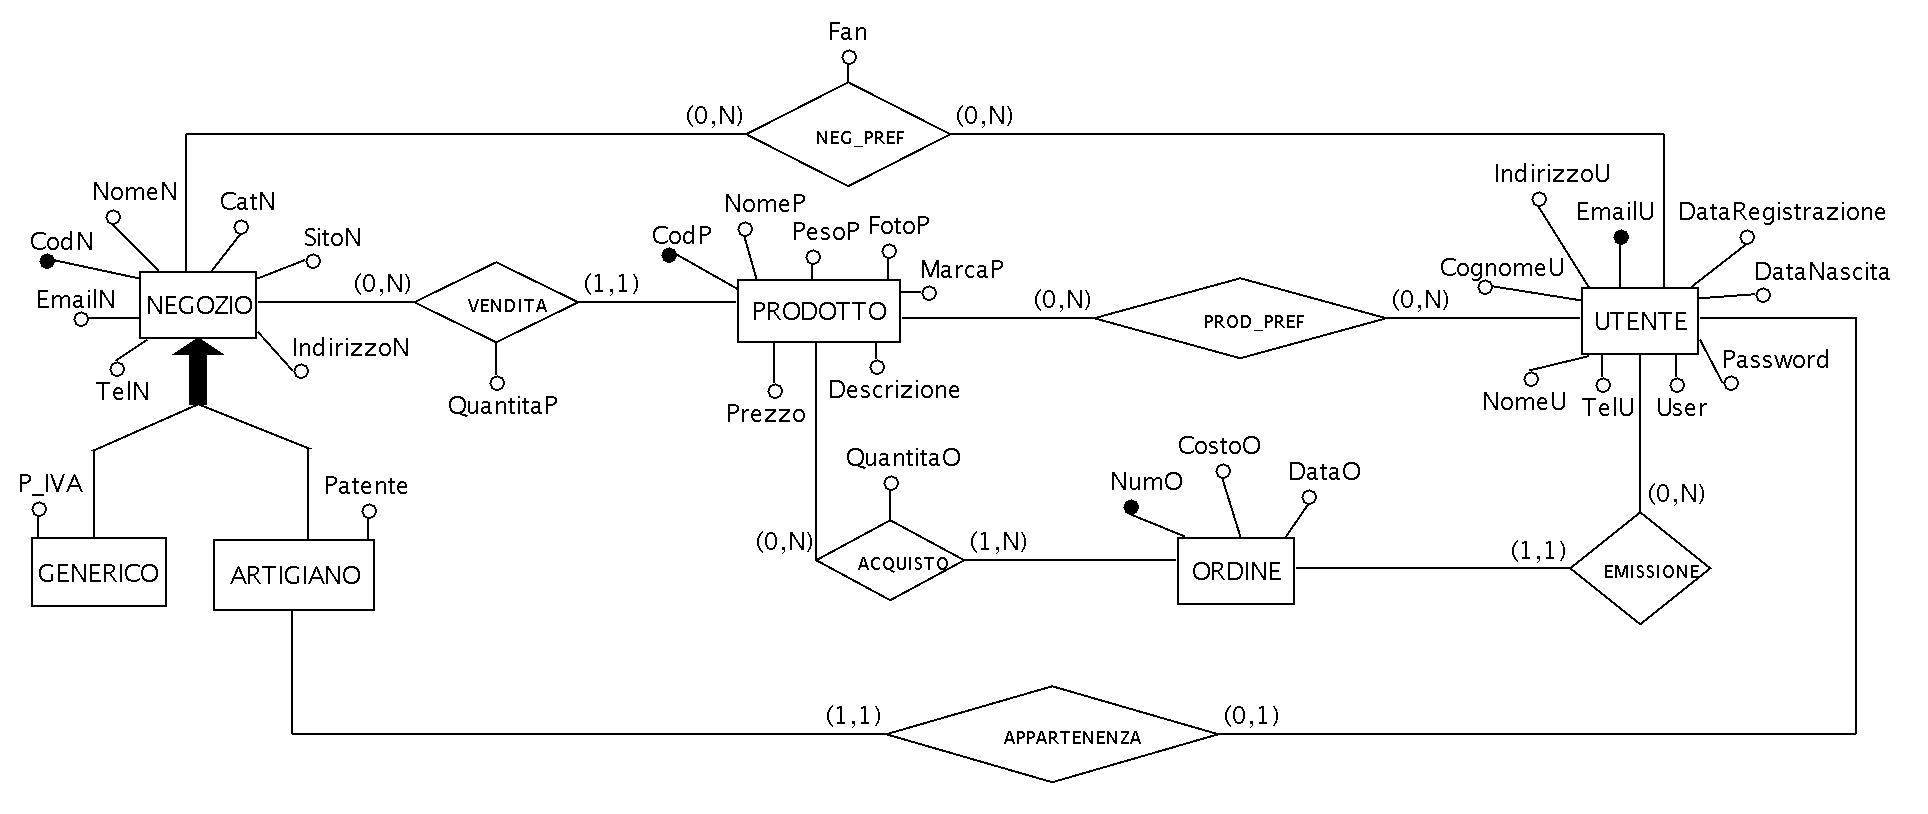 Fan
(0,N)
(0,N)
NEG_PREF
NomeN
CatN
CodN
SitoN
EmailN
NEGOZIO
TelN
IndirizzoN
(0,N)
VENDITA
(1,1)
QuantitaP
CodP
NomeP
PesoP
FotoP
MarcaP
PRODOTTO
Prezzo
Descrizione
(0,N)
PROD_PREF
(0,N)
IndirizzoU
EmailU
DataRegistrazione
CognomeU
DataNascita
UTENTE
Password
NomeU
TelU
User
P_IVA
Patente
GENERICO
ARTIGIANO
QuantitaO
(0,N)
ACQUISTO
(1,N)
NumO
CostoO
DataO
ORDINE
(1,1)
(0,N)
EMISSIONE
(1,1)
APPARTENENZA
(0,1)